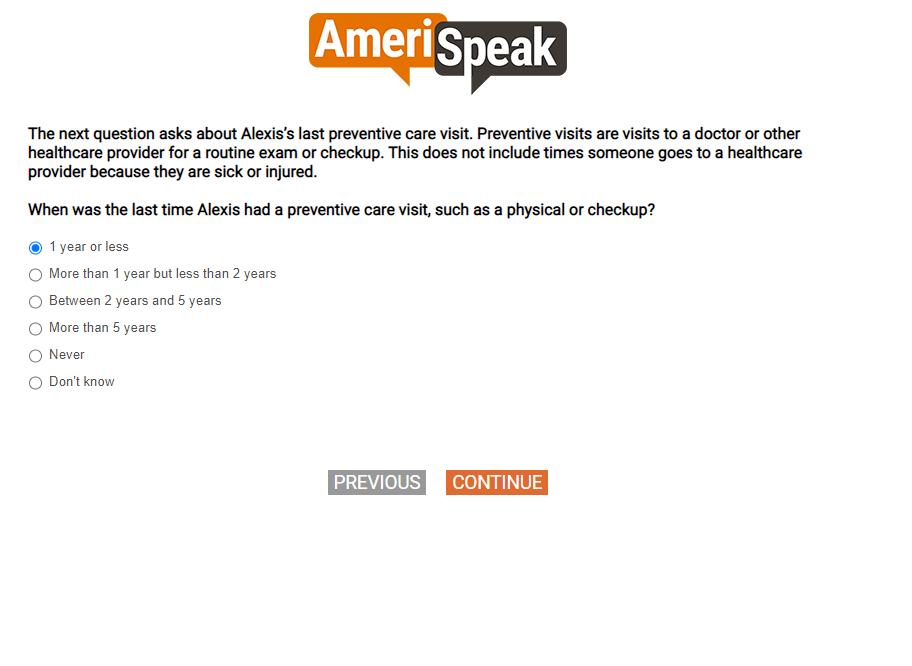 AmeriSpeak
The next question asks about Alexis’s last preventive care visit. Preventive visits are visits to a doctor or other
healthcare provider for a routine exam or checkup. This does not include times someone goes to a healthcare
provider because they are sick or injured.
When was the last time Alexis had a preventive care visit, such as a physical or checkup?
1 year or less
More than 1 year but less than 2 years
Between 2 years and 5 years
More than 5 years
Never
Don't know
PREVIOUS CONTINUE